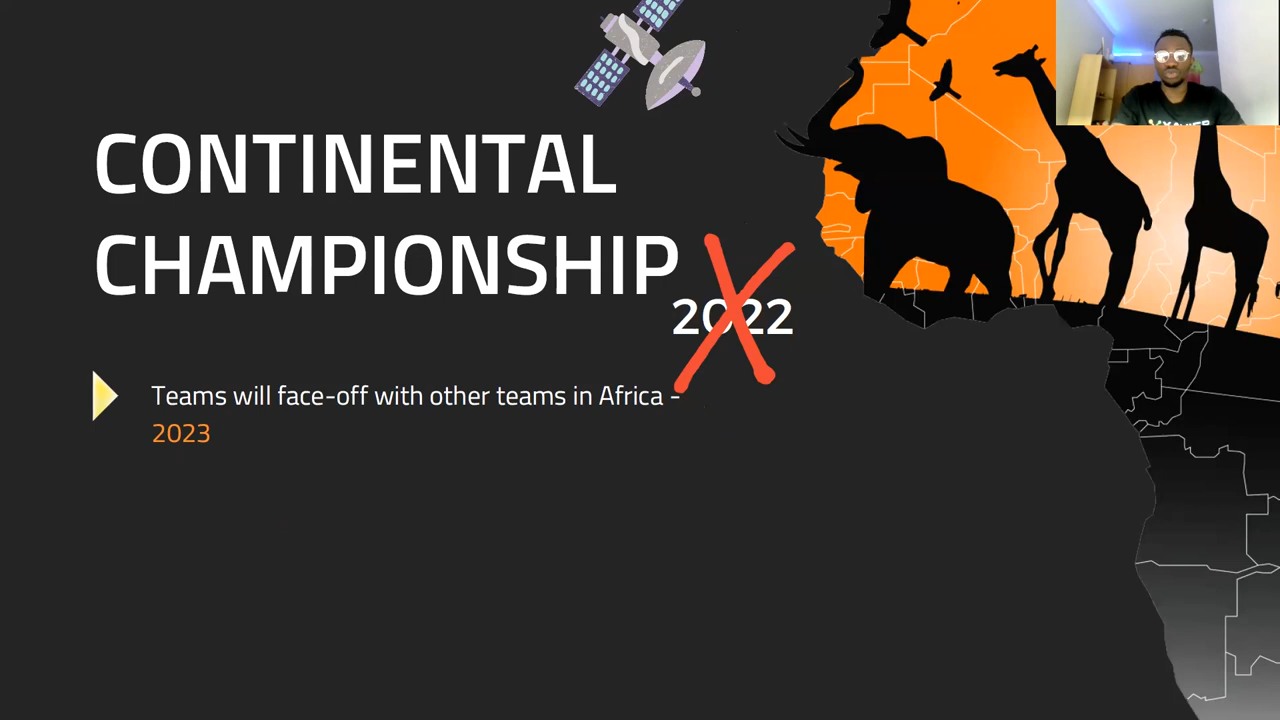 CONTINENTAL
CHAMPIONSHIP
2022
Teams will face-off with other teams in Africa -
2023